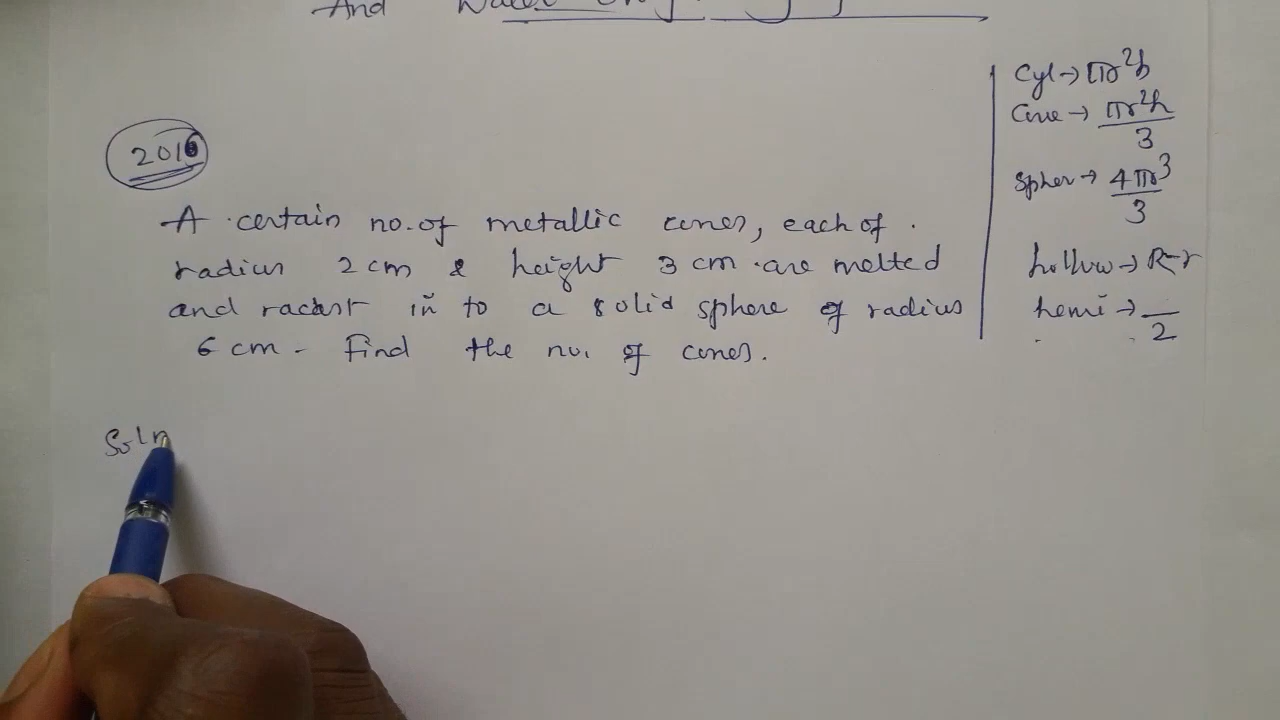 And Water
2016
A certain no. of metallic cones, each of
radius 2 cm & height 3 cm are melted
and racast in to a solid sphere of radius
6 cm. Find the no. of cones.
Soln
Cyl → πr²h
Cone → πr²h/3
Spher → 4πr³/3
hollow → R-r
hemi → —/2